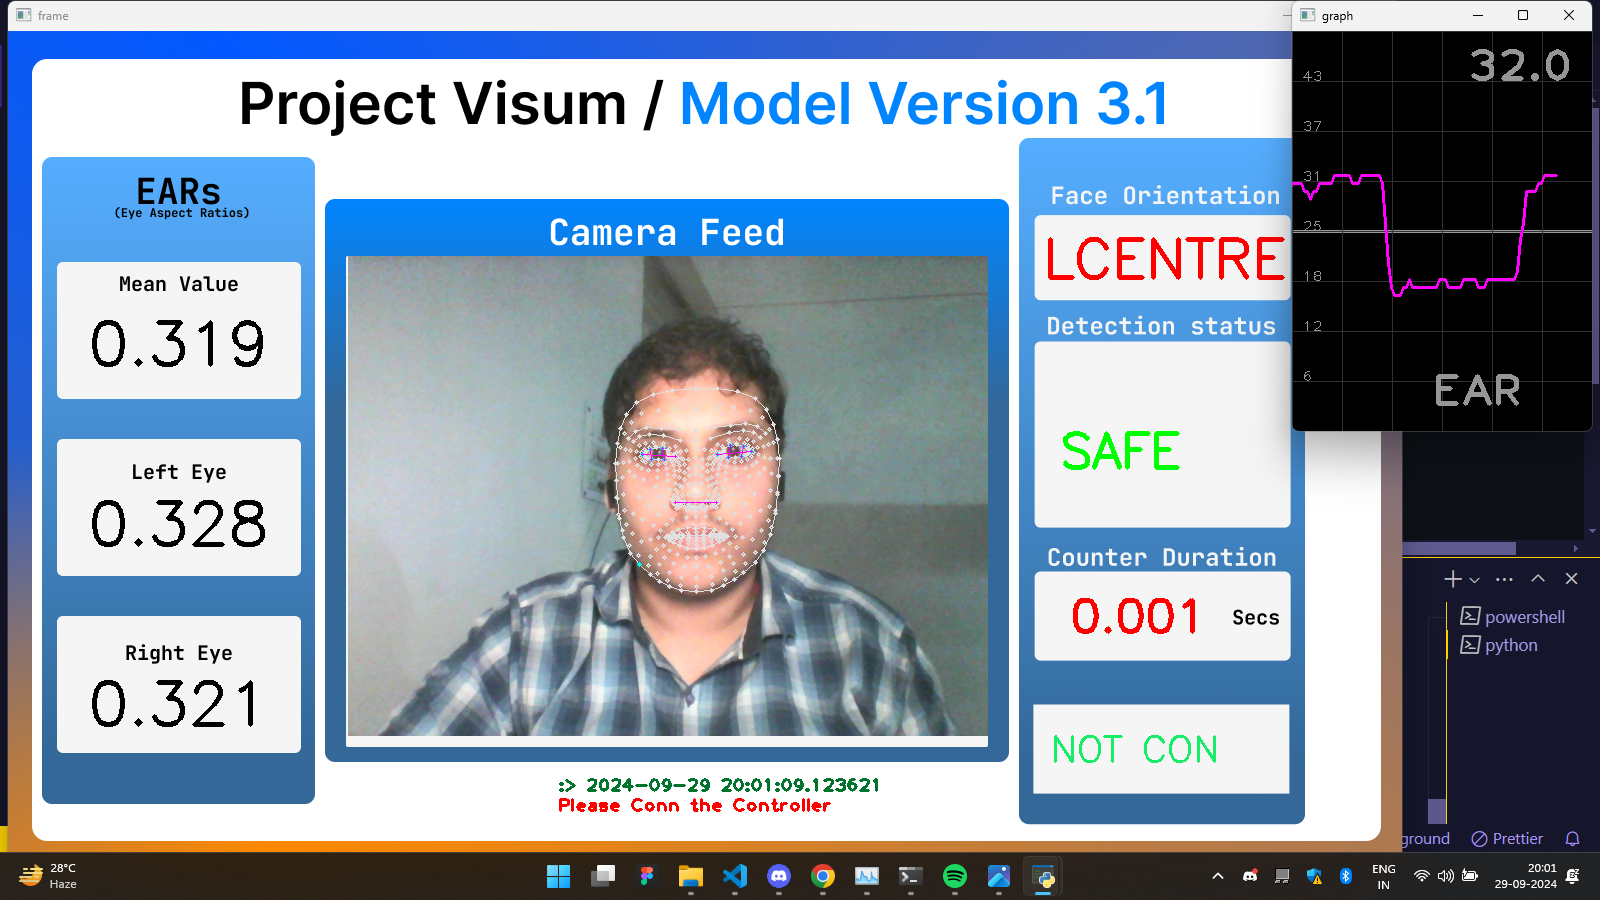 frame
graph
Project Visum / Model Version 3.1
EARs
(Eye Aspect Ratios)
Mean Value
0.319
Left Eye
0.328
Right Eye
0.321
Camera Feed
:> 2024-09-29 20:01:09.123621
Please Conn the Controller
Face Orientation
LCENTRE
Detection status
SAFE
Counter Duration
0.001 Secs
NOT CON
32.0
43
37
31
25
18
12
6
EAR
powershell
python
ground Prettier
28°C
Haze
ENG
IN
20:01
29-09-2024